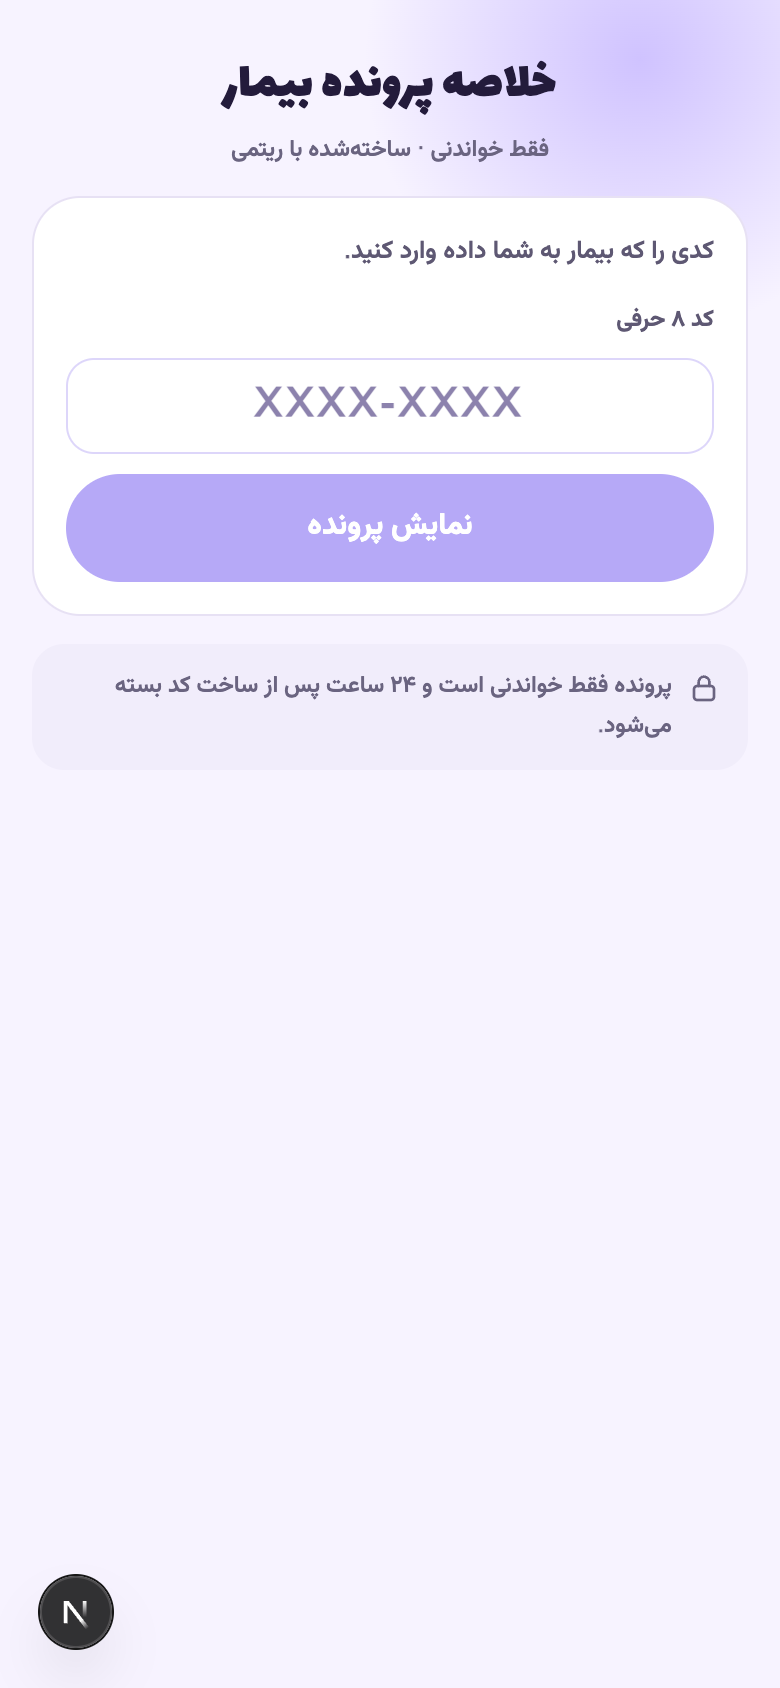 خلاصه پرونده بیمار
فقط خواندنی · ساخته‌شده با ریتمی
کدی را که بیمار به شما داده وارد کنید.
کد ۸ حرفی
XXXX-XXXX
نمایش پرونده
پرونده فقط خواندنی است و ۲۴ ساعت پس از ساخت کد بسته
می‌شود.
N